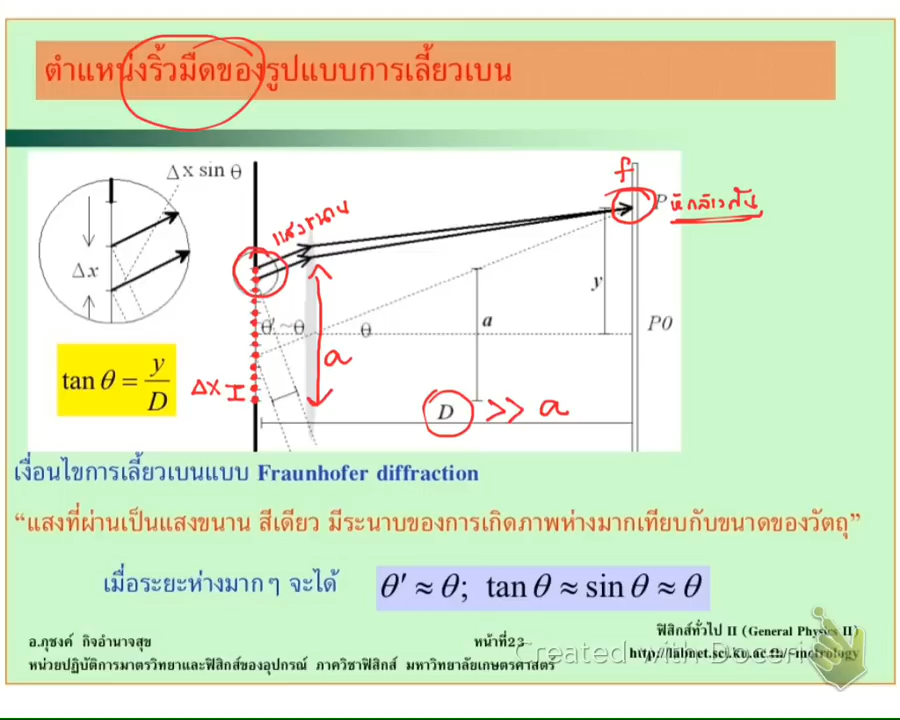 ตำแหน่งริ้วมืดของรูปแบบการเลี้ยวเบน
Δx sin θ
f
P
แสงขนาน
Δx
y
θ' ~θ
θ
a
P0
a
tan θ = y/D
Δx
D >> a
เงื่อนไขการเลี้ยวเบนแบบ Fraunhofer diffraction
“แสงที่ผ่านเป็นแสงขนาน สีเดียว มีระนาบของการเกิดภาพห่างมากเทียบกับขนาดของวัตถุ”
เมื่อระยะห่างมาก ๆ จะได้ θ' ≈ θ; tan θ ≈ sin θ ≈ θ
อ.ภุชงค์ กิจอำนาจสุข
หน้าที่23
ฟิสิกส์ทั่วไป II (General Physics II)
Created with Doceri
http://labmet.sci.ku.ac.th/~metrology
หน่วยปฏิบัติการมาตรวิทยาและฟิสิกส์ของอุปกรณ์ ภาควิชาฟิสิกส์ มหาวิทยาลัยเกษตรศาสตร์